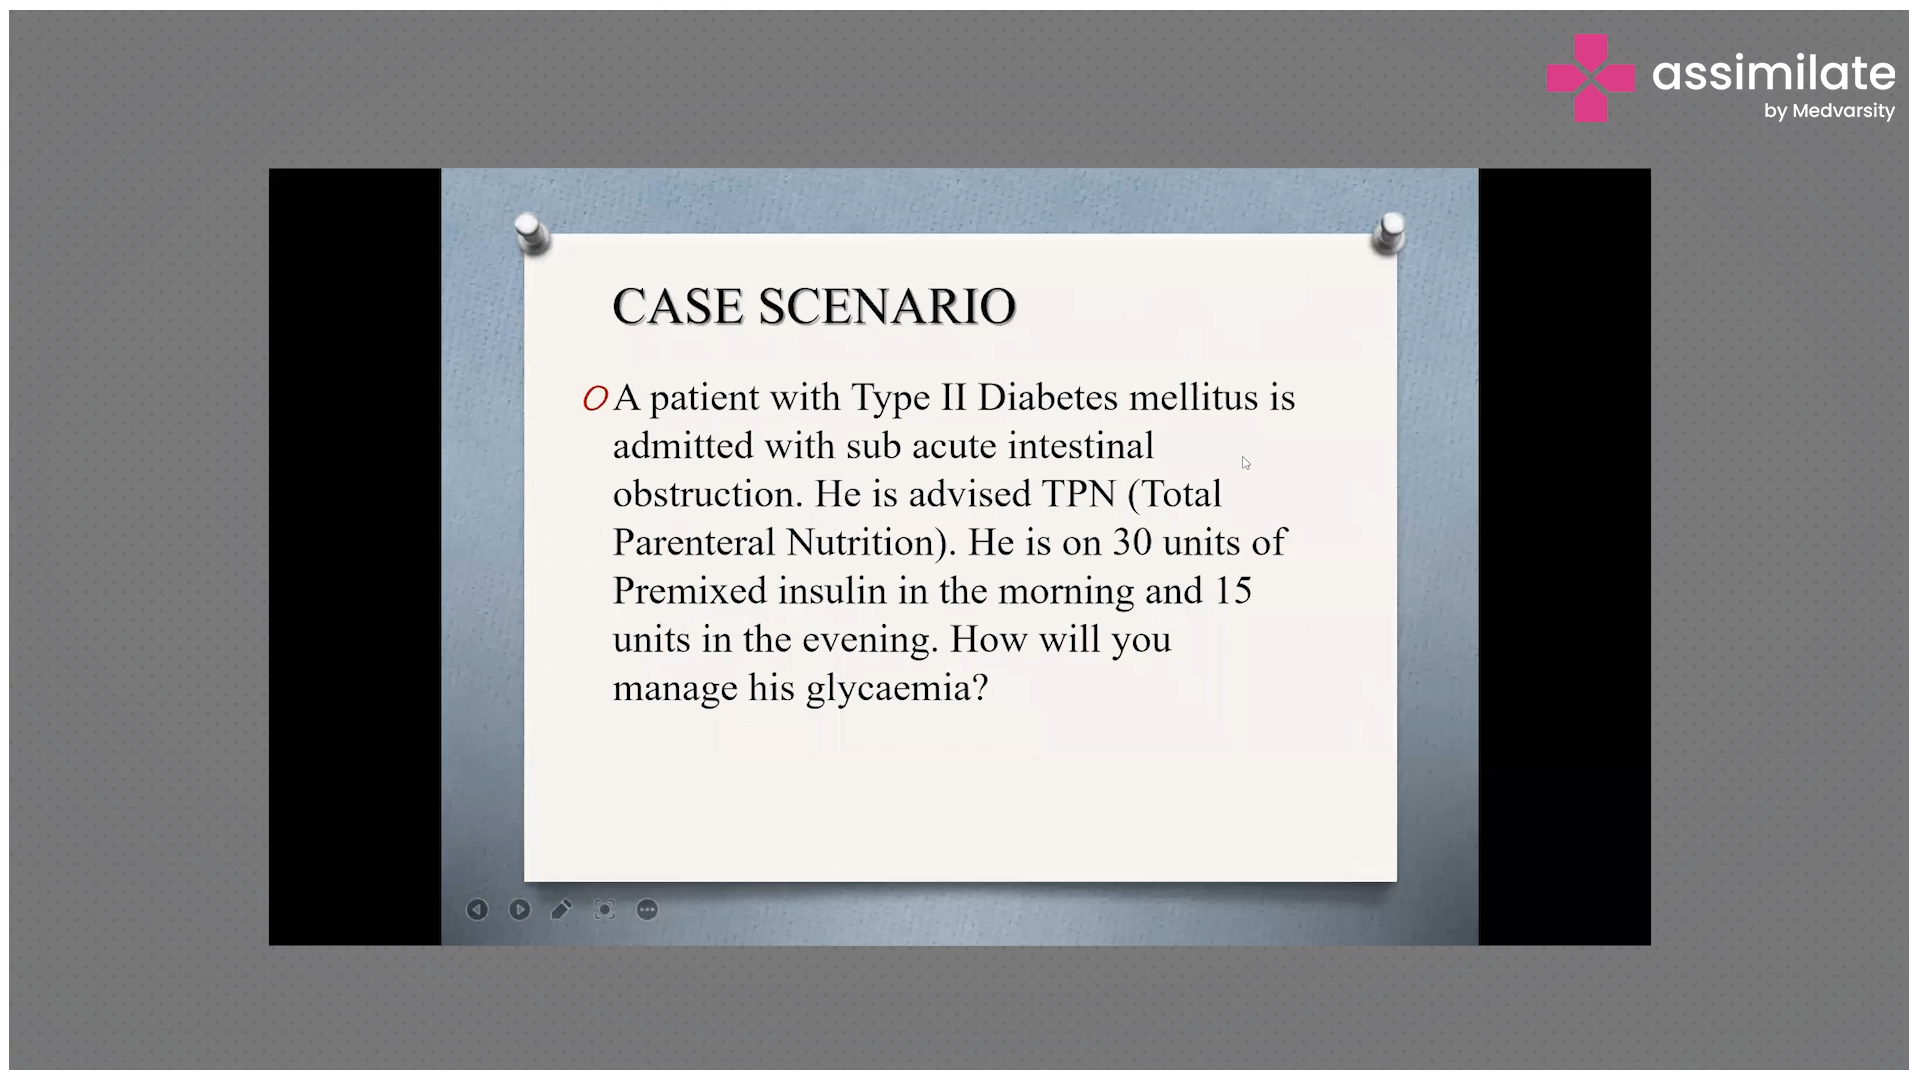 assimilate
by Medvarsity
CASE SCENARIO
A patient with Type II Diabetes mellitus is
admitted with sub acute intestinal
obstruction. He is advised TPN (Total
Parenteral Nutrition). He is on 30 units of
Premixed insulin in the morning and 15
units in the evening. How will you
manage his glycaemia?